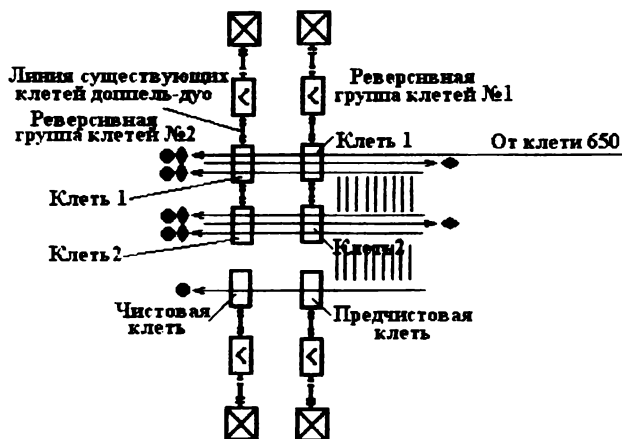 Линия существующих
клетей доппель-дуо
Реверсивная
группа клетей №2
Реверсивная
группа клетей №1
Клеть 1
От клети 650
Клеть 1
Клеть 2
Клеть 2
Чистовая
клеть
Предчистовая
клеть